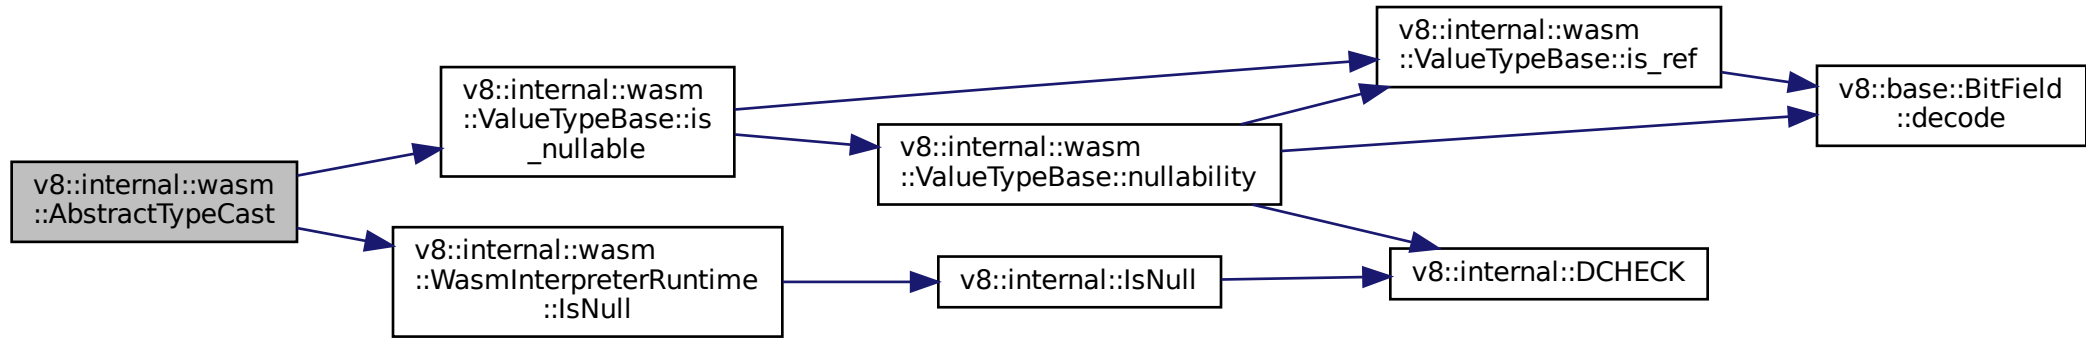 v8::internal::wasm
::AbstractTypeCast
v8::internal::wasm
::ValueTypeBase::is
_nullable
v8::internal::wasm
::WasmInterpreterRuntime
::IsNull
v8::internal::wasm
::ValueTypeBase::nullability
v8::internal::IsNull
v8::internal::wasm
::ValueTypeBase::is_ref
v8::internal::DCHECK
v8::base::BitField
::decode